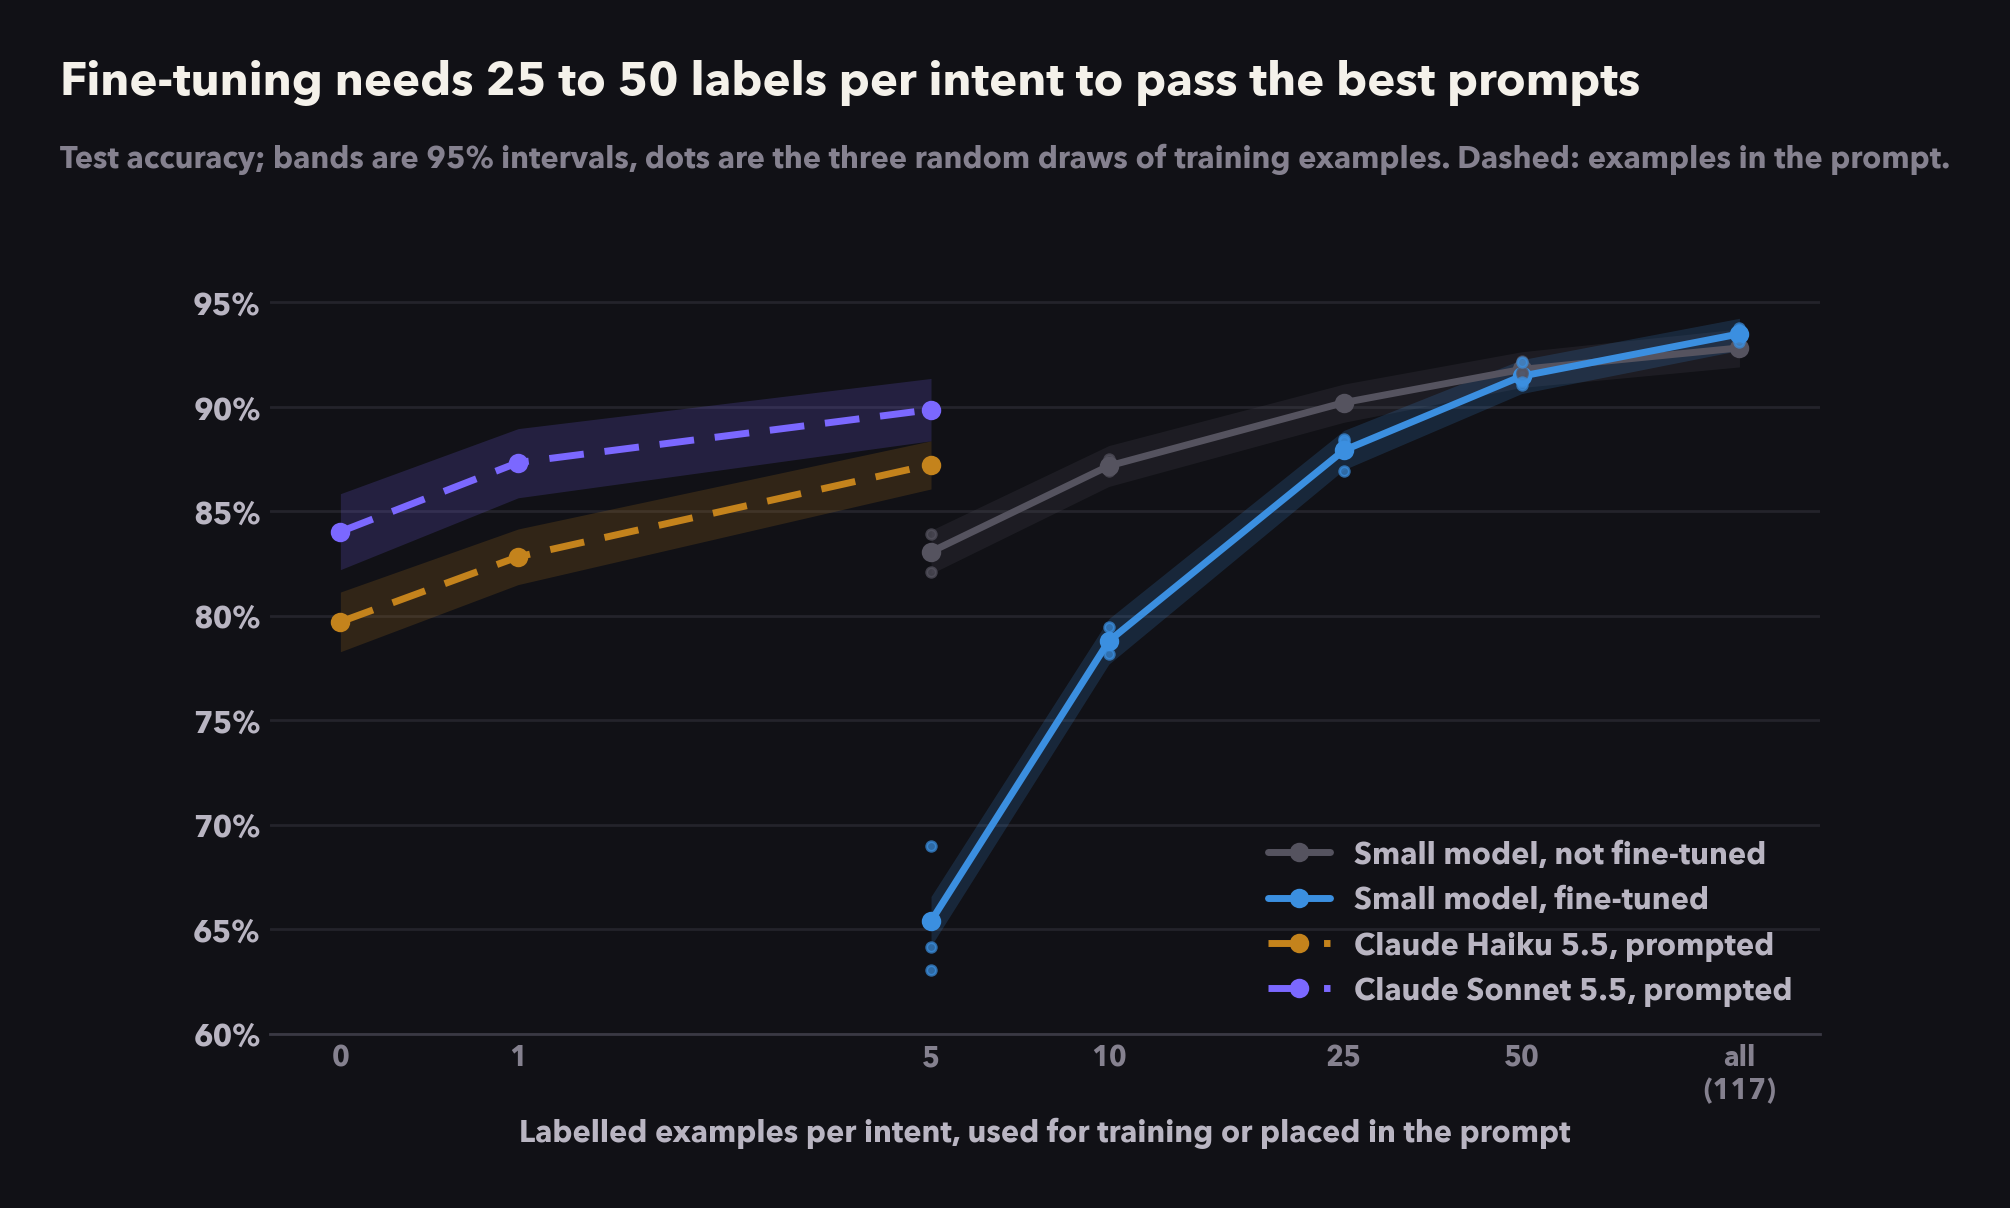 Fine-tuning needs 25 to 50 labels per intent to pass the best prompts
Test accuracy; bands are 95% intervals, dots are the three random draws of training examples. Dashed: examples in the prompt.
95%
90%
85%
80%
75%
70%
65%
60%
Small model, not fine-tuned
Small model, fine-tuned
Claude Haiku 5.5, prompted
Claude Sonnet 5.5, prompted
0 1 5 10 25 50 all
(117)
Labelled examples per intent, used for training or placed in the prompt